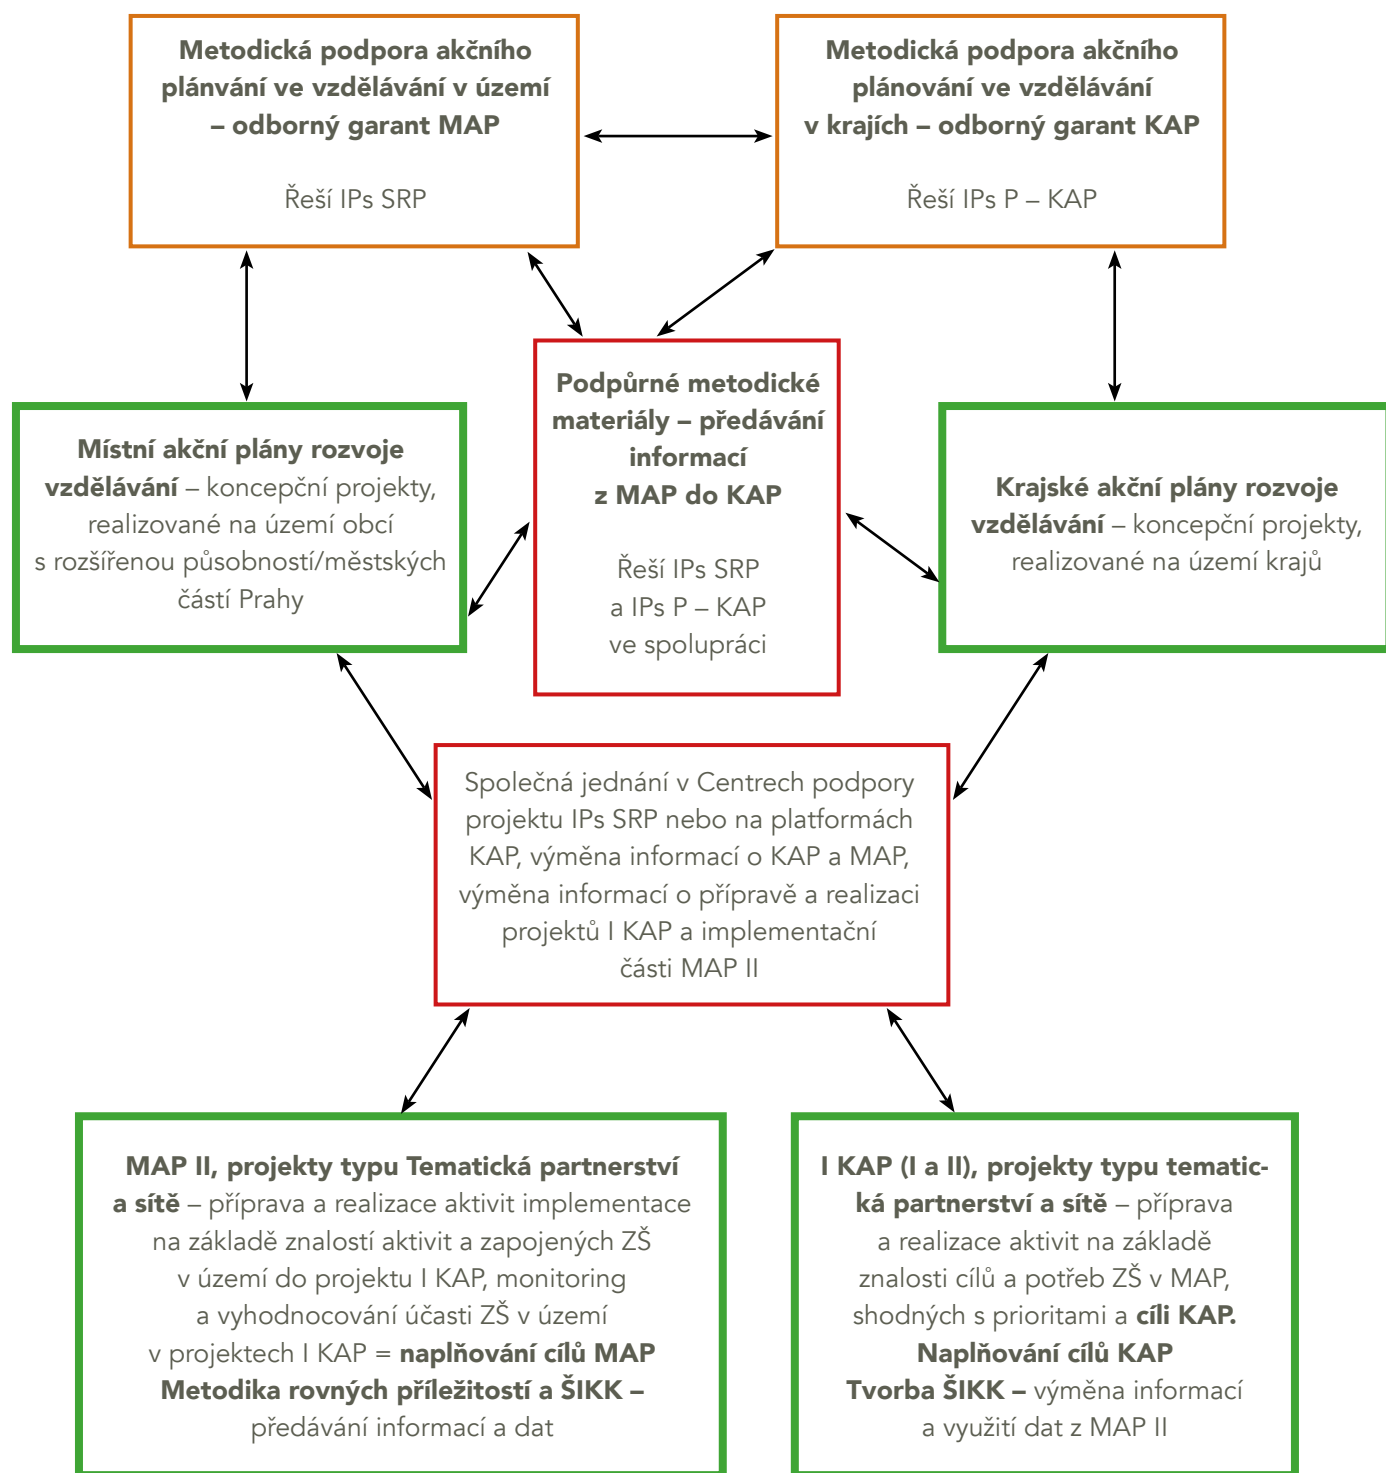 Metodická podpora akčního
plánvání ve vzdělávání v území
– odborný garant MAP
Řeší IPs SRP
Metodická podpora akčního
plánování ve vzdělávání
v krajích – odborný garant KAP
Řeší IPs P – KAP
Podpůrné metodické
materiály – předávání
informací
z MAP do KAP
Řeší IPs SRP
a IPs P – KAP
ve spolupráci
Místní akční plány rozvoje
vzdělávání – koncepční projekty,
realizované na území obcí
s rozšířenou působností/městských
částí Prahy
Krajské akční plány rozvoje
vzdělávání – koncepční projekty,
realizované na území krajů
Společná jednání v Centrech podpory
projektu IPs SRP nebo na platformách
KAP, výměna informací o KAP a MAP,
výměna informací o přípravě a realizaci
projektů I KAP a implementační
části MAP II
MAP II, projekty typu Tematická partnerství
a sítě – příprava a realizace aktivit implementace
na základě znalostí aktivit a zapojených ZŠ
v území do projektu I KAP, monitoring
a vyhodnocování účasti ZŠ v území
v projektech I KAP = naplňování cílů MAP
Metodika rovných příležitostí a ŠIKK –
předávání informací a dat
I KAP (I a II), projekty typu tematic-
ká partnerství a sítě – příprava
a realizace aktivit na základě
znalosti cílů a potřeb ZŠ v MAP,
shodných s prioritami a cíli KAP.
Naplňování cílů KAP
Tvorba ŠIKK – výměna informací
a využití dat z MAP II